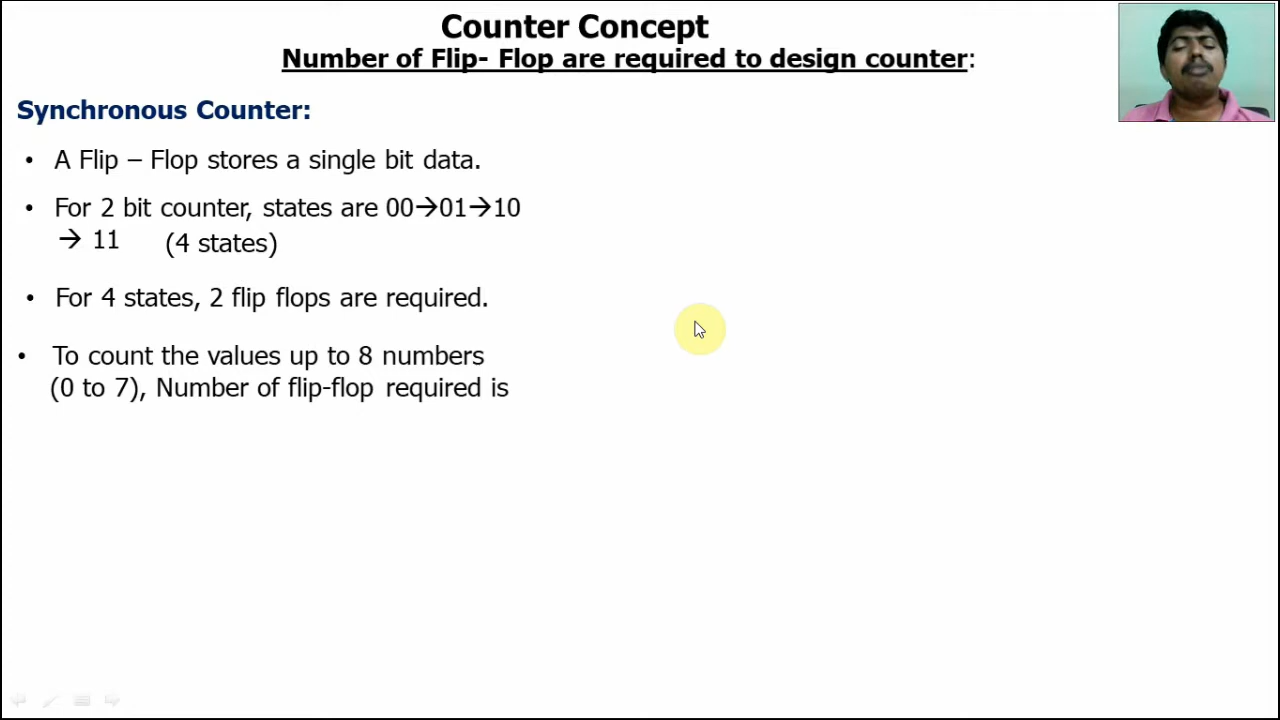 Counter Concept
Number of Flip- Flop are required to design counter:
Synchronous Counter:
• A Flip – Flop stores a single bit data.
• For 2 bit counter, states are 00→01→10
→ 11 (4 states)
• For 4 states, 2 flip flops are required.
• To count the values up to 8 numbers
(0 to 7), Number of flip-flop required is